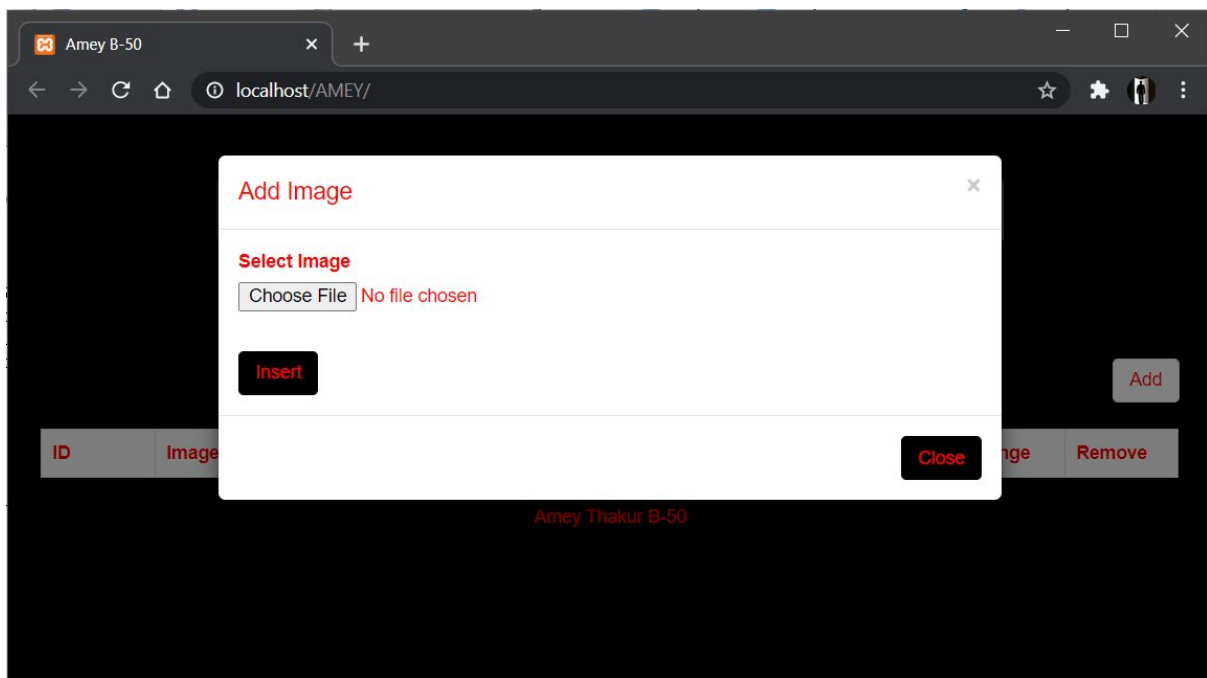 Amey B-50
localhost/AMEY/
Add Image
Select Image
Choose File No file chosen
Insert
Add
Close
ID Image nge Remove
Amey Thakur B-50